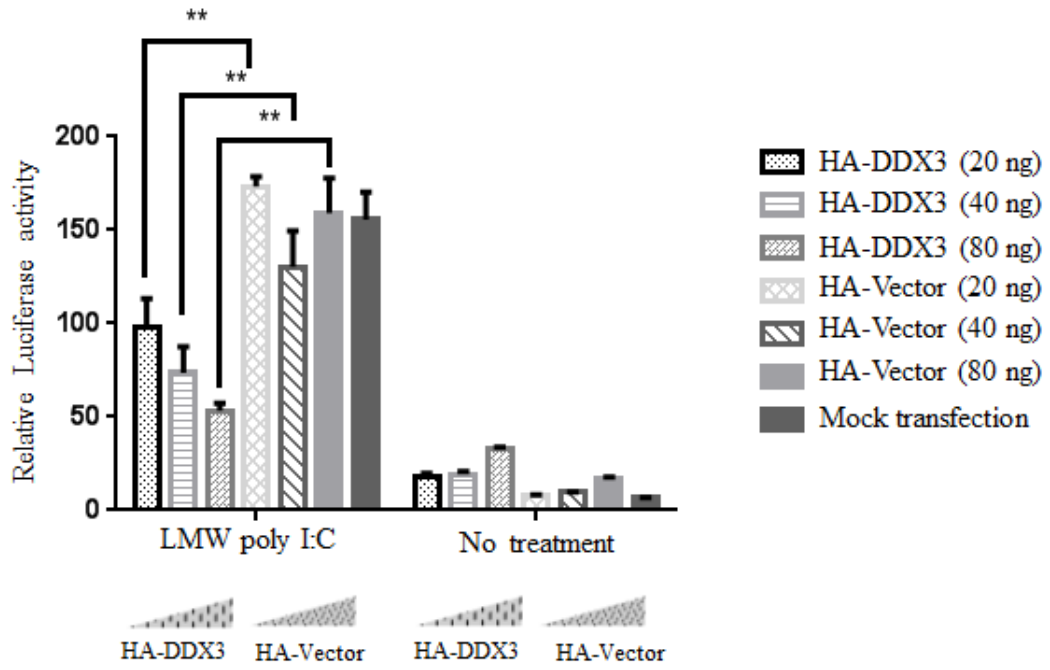 **
**
**
Relative Luciferase activity
200
150
100
50
0
LMW poly I:C
No treatment
HA-DDX3
HA-Vector
HA-DDX3
HA-Vector
HA-DDX3 (20 ng)
HA-DDX3 (40 ng)
HA-DDX3 (80 ng)
HA-Vector (20 ng)
HA-Vector (40 ng)
HA-Vector (80 ng)
Mock transfection